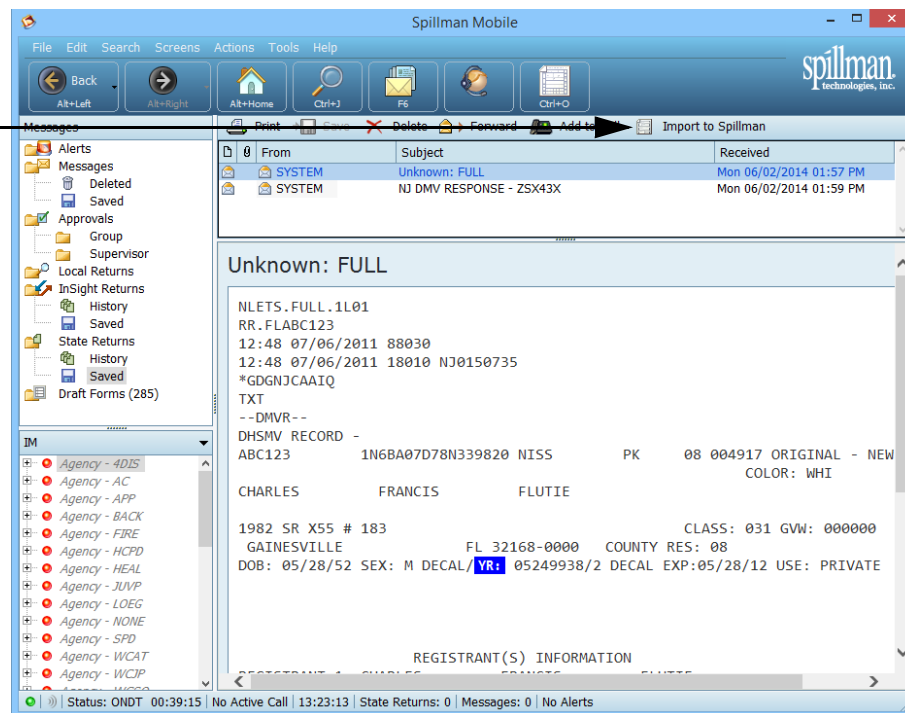 Spillman Mobile
File Edit Search Screens Actions Tools Help
Back
Alt+Left
Alt+Right
Alt+Home
Ctrl+J
F6
Ctrl+O
spillman
technologies, inc.
Messages
Print Save Delete Forward Add to Import to Spillman
Alerts
Messages
Deleted
Saved
Approvals
Group
Supervisor
Local Returns
InSight Returns
History
Saved
State Returns
History
Saved
Draft Forms (285)
IM
Agency - 4DIS
Agency - AC
Agency - APP
Agency - BACK
Agency - FIRE
Agency - HCPD
Agency - HEAL
Agency - JUVP
Agency - LOEG
Agency - NONE
Agency - SPD
Agency - WCAT
Agency - WCJP
From Subject Received
SYSTEM Unknown: FULL Mon 06/02/2014 01:57 PM
SYSTEM NJ DMV RESPONSE - ZSX43X Mon 06/02/2014 01:59 PM
Unknown: FULL
NLETS.FULL.1L01
RR.FLABC123
12:48 07/06/2011 88030
12:48 07/06/2011 18010 NJ0150735
*GDGNJCAAIQ
TXT
--DMVR--
DHSMV RECORD -
ABC123 1N6BA07D78N339820 NISS PK 08 004917 ORIGINAL - NEW
COLOR: WHI
CHARLES FRANCIS FLUTIE
1982 SR X55 # 183 CLASS: 031 GVW: 000000
GAINESVILLE FL 32168-0000 COUNTY RES: 08
DOB: 05/28/52 SEX: M DECAL/YR: 05249938/2 DECAL EXP:05/28/12 USE: PRIVATE
REGISTRANT(S) INFORMATION
Status: ONDT 00:39:15 No Active Call 13:23:13 State Returns: 0 Messages: 0 No Alerts